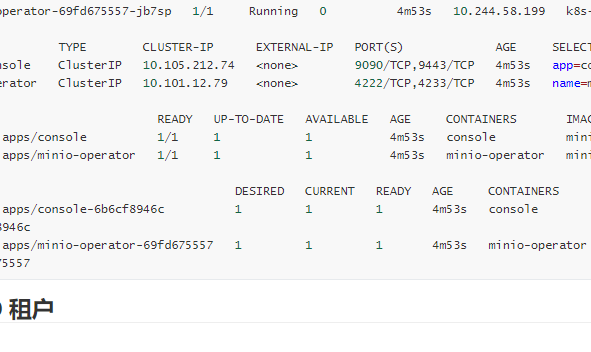 operator-69fd675557-jb7sp 1/1 Running 0 4m53s 10.244.58.199 k8s-
TYPE CLUSTER-IP EXTERNAL-IP PORT(S) AGE SELECT
nsole ClusterIP 10.105.212.74 <none> 9090/TCP,9443/TCP 4m53s app=co
erator ClusterIP 10.101.12.79 <none> 4222/TCP,4233/TCP 4m53s name=m
READY UP-TO-DATE AVAILABLE AGE CONTAINERS IMAG
apps/console 1/1 1 1 4m53s console mini
apps/minio-operator 1/1 1 1 4m53s minio-operator mini
DESIRED CURRENT READY AGE CONTAINERS
apps/console-6b6cf8946c 1 1 1 4m53s console
8946c
apps/minio-operator-69fd675557 1 1 1 4m53s minio-operator
75557
租户